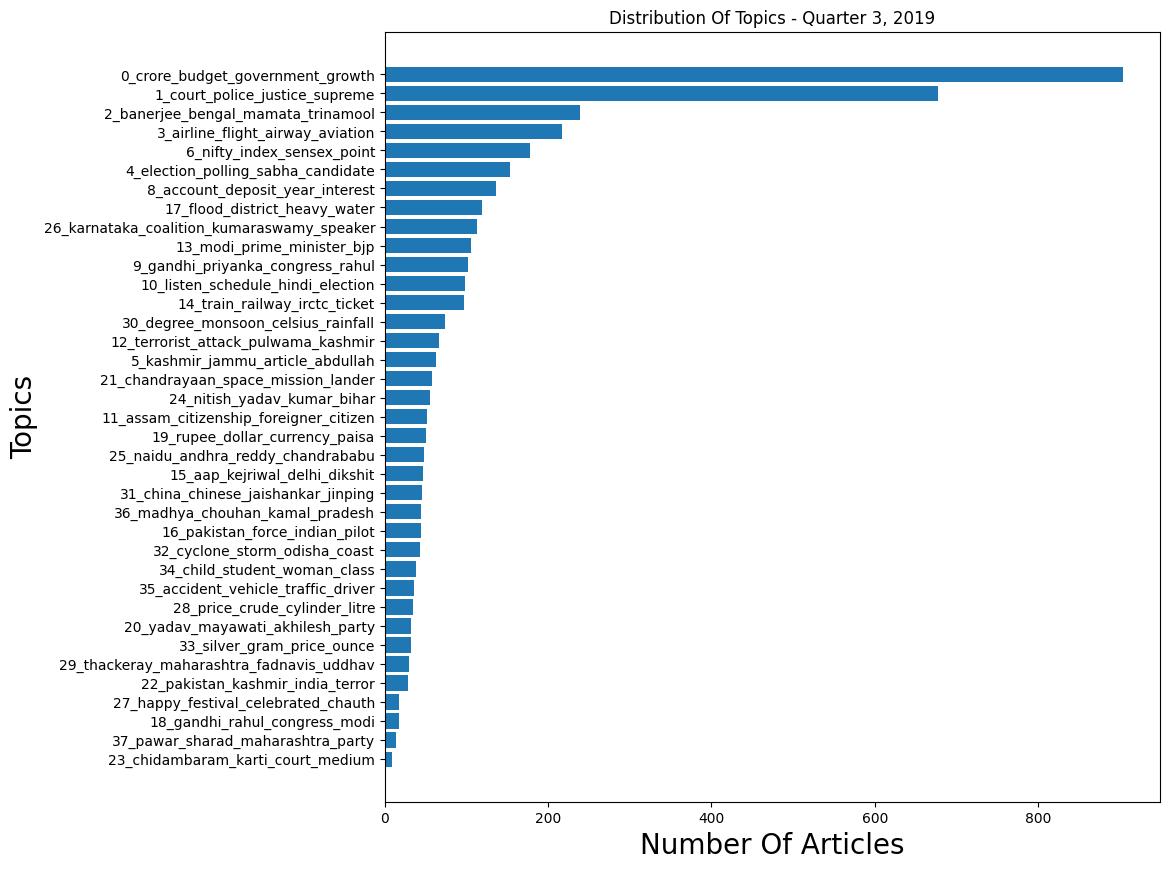 Distribution Of Topics - Quarter 3, 2019
0_crore_budget_government_growth
1_court_police_justice_supreme
2_banerjee_bengal_mamata_trinamool
3_airline_flight_airway_aviation
6_nifty_index_sensex_point
4_election_polling_sabha_candidate
8_account_deposit_year_interest
17_flood_district_heavy_water
26_karnataka_coalition_kumaraswamy_speaker
13_modi_prime_minister_bjp
9_gandhi_priyanka_congress_rahul
10_listen_schedule_hindi_election
14_train_railway_irctc_ticket
30_degree_monsoon_celsius_rainfall
12_terrorist_attack_pulwama_kashmir
5_kashmir_jammu_article_abdullah
21_chandrayaan_space_mission_lander
24_nitish_yadav_kumar_bihar
11_assam_citizenship_foreigner_citizen
19_rupee_dollar_currency_paisa
25_naidu_andhra_reddy_chandrababu
15_aap_kejriwal_delhi_dikshit
31_china_chinese_jaishankar_jinping
36_madhya_chouhan_kamal_pradesh
16_pakistan_force_indian_pilot
32_cyclone_storm_odisha_coast
34_child_student_woman_class
35_accident_vehicle_traffic_driver
28_price_crude_cylinder_litre
20_yadav_mayawati_akhilesh_party
33_silver_gram_price_ounce
29_thackeray_maharashtra_fadnavis_uddhav
22_pakistan_kashmir_india_terror
27_happy_festival_celebrated_chauth
18_gandhi_rahul_congress_modi
37_pawar_sharad_maharashtra_party
23_chidambaram_karti_court_medium
Topics
0 200 400 600 800
Number Of Articles